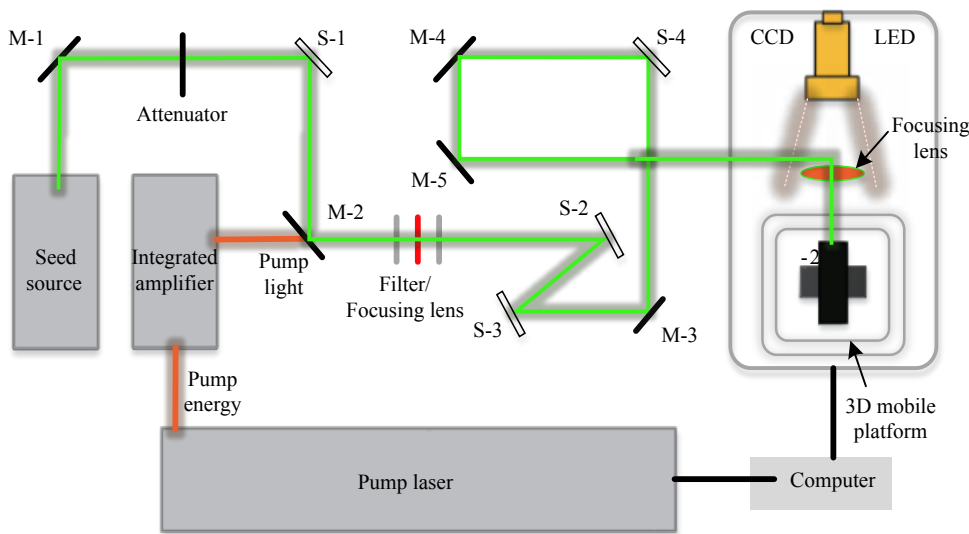 M-1
S-1
Attenuator
M-4
S-4
CCD
LED
Focusing
lens
M-5
M-2
S-2
Seed
source
Integrated
amplifier
Pump
light
Filter/
Focusing lens
S-3
M-3
-2
Pump
energy
3D mobile
platform
Pump laser
Computer